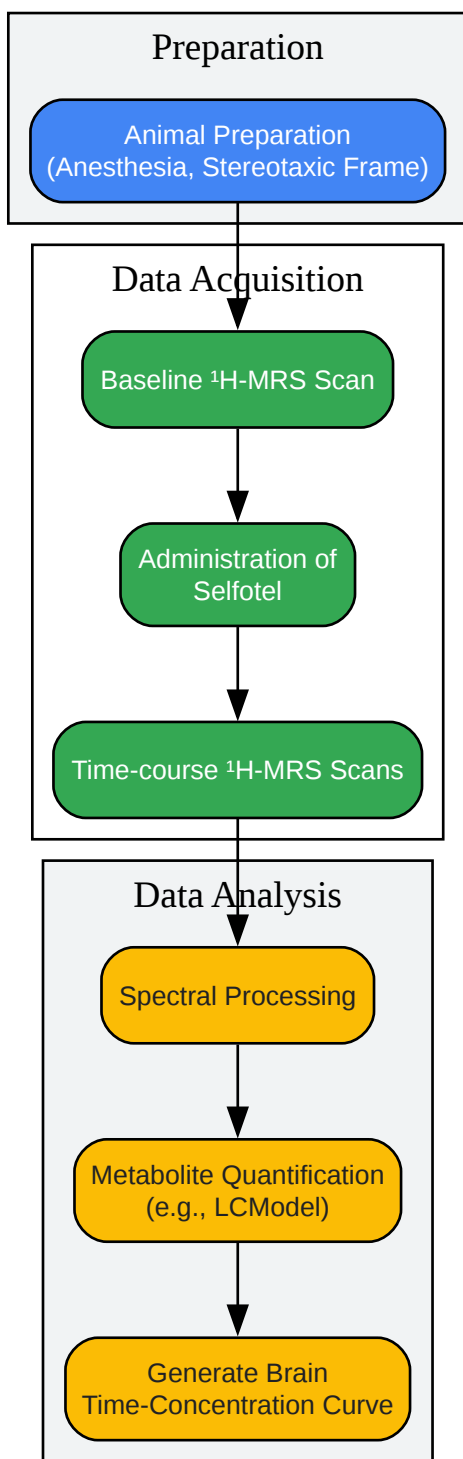 Preparation
Animal Preparation
(Anesthesia, Stereotaxic Frame)
Data Acquisition
Baseline ¹H-MRS Scan
Administration of
Selfotel
Time-course ¹H-MRS Scans
Data Analysis
Spectral Processing
Metabolite Quantification
(e.g., LCModel)
Generate Brain
Time-Concentration Curve